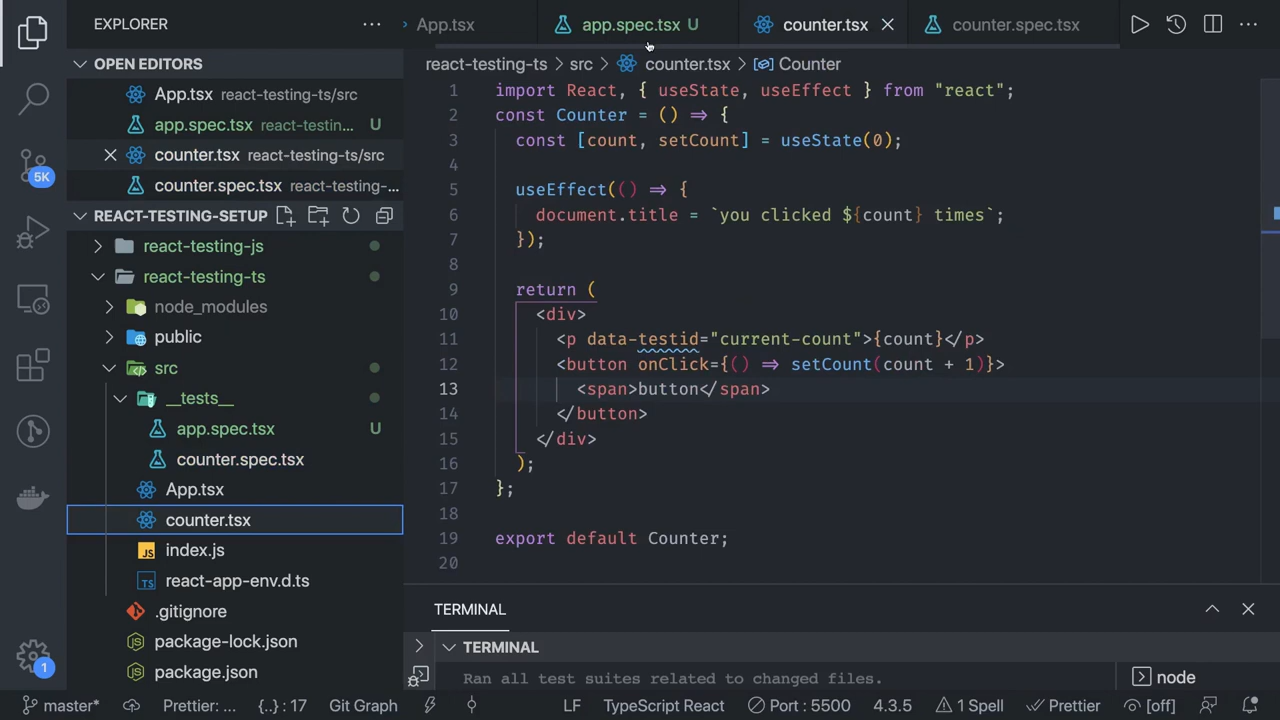 EXPLORER
OPEN EDITORS
App.tsx react-testing-ts/src
app.spec.tsx react-testin... U
counter.tsx react-testing-ts/src
counter.spec.tsx react-testing-...
5K
REACT-TESTING-SETUP
react-testing-js
react-testing-ts
node_modules
public
src
__tests__
app.spec.tsx U
counter.spec.tsx
App.tsx
counter.tsx
JS index.js
TS react-app-env.d.ts
.gitignore
package-lock.json
package.json
1
App.tsx
app.spec.tsx U
counter.tsx
counter.spec.tsx
react-testing-ts > src > counter.tsx > Counter
1 import React, { useState, useEffect } from "react";
2 const Counter = () => {
3 const [count, setCount] = useState(0);
4
5 useEffect(() => {
6 document.title = `you clicked ${count} times`;
7 });
8
9 return (
10 <div>
11 <p data-testid="current-count">{count}</p>
12 <button onClick={() => setCount(count + 1)}>
13 <span>button</span>
14 </button>
15 </div>
16 );
17 };
18
19 export default Counter;
20
TERMINAL
TERMINAL
Ran all test suites related to changed files.
node
master* Prettier: ... {..} : 17 Git Graph LF TypeScript React Port : 5500 4.3.5 1 Spell Prettier [off]